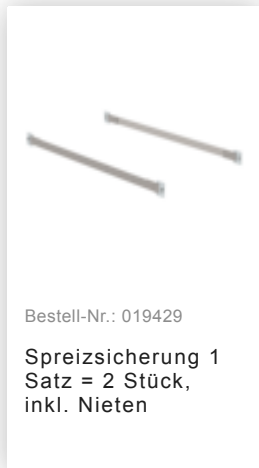 Bestell-Nr.: 019429
Spreizsicherung 1
Satz = 2 Stück,
inkl. Nieten